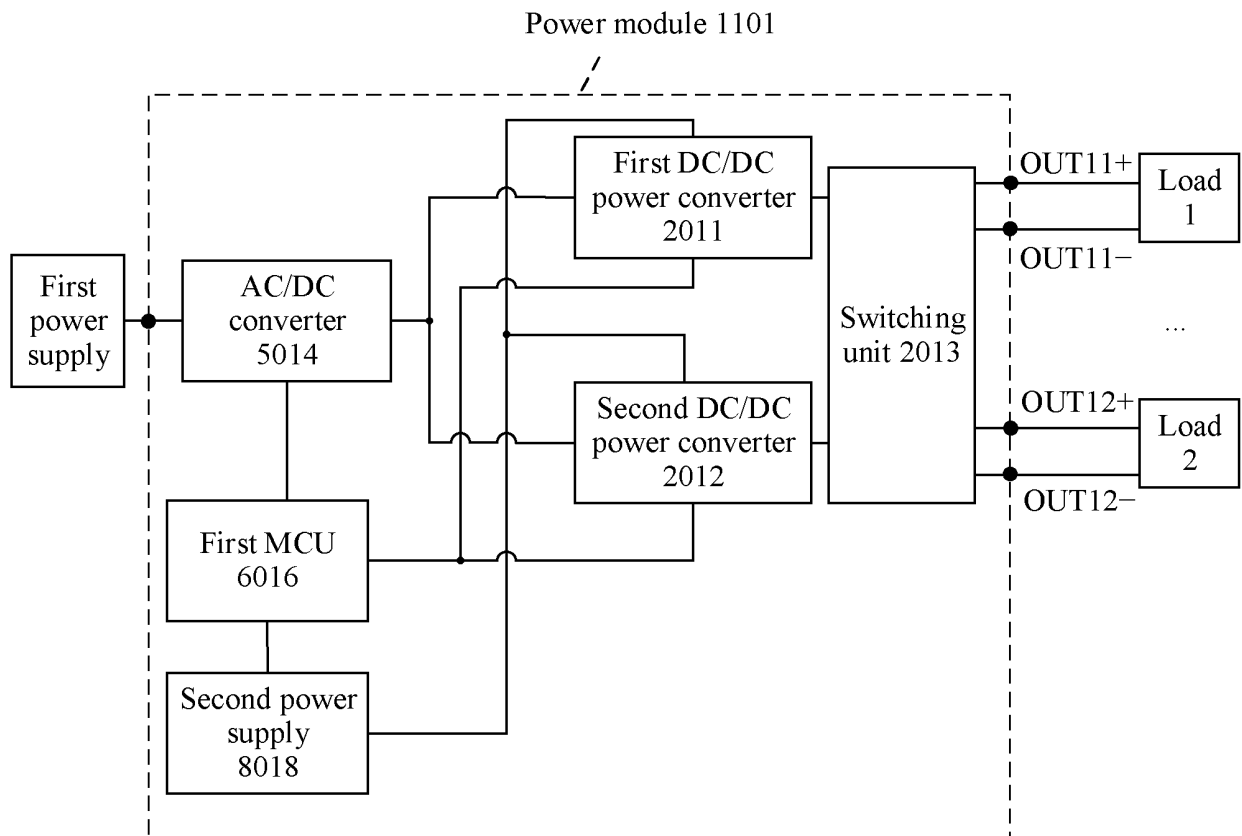 Power module 1101
First
power
supply
AC/DC
converter
5014
First DC/DC
power converter
2011
Second DC/DC
power converter
2012
Switching
unit 2013
OUT11+
OUT11−
Load
1
...
OUT12+
OUT12−
Load
2
First MCU
6016
Second power
supply
8018